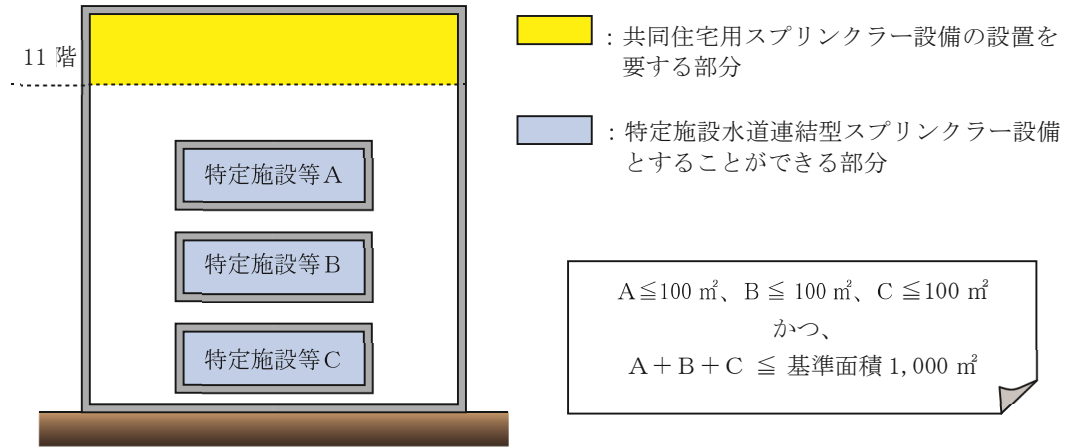 11 階
特定施設等A
特定施設等B
特定施設等C
：共同住宅用スプリンクラー設備の設置を
要する部分
：特定施設水道連結型スプリンクラー設備
とすることができる部分
A≦100 ㎡、B ≦ 100 ㎡、C ≦100 ㎡
かつ、
A＋B＋C ≦ 基準面積 1,000 ㎡